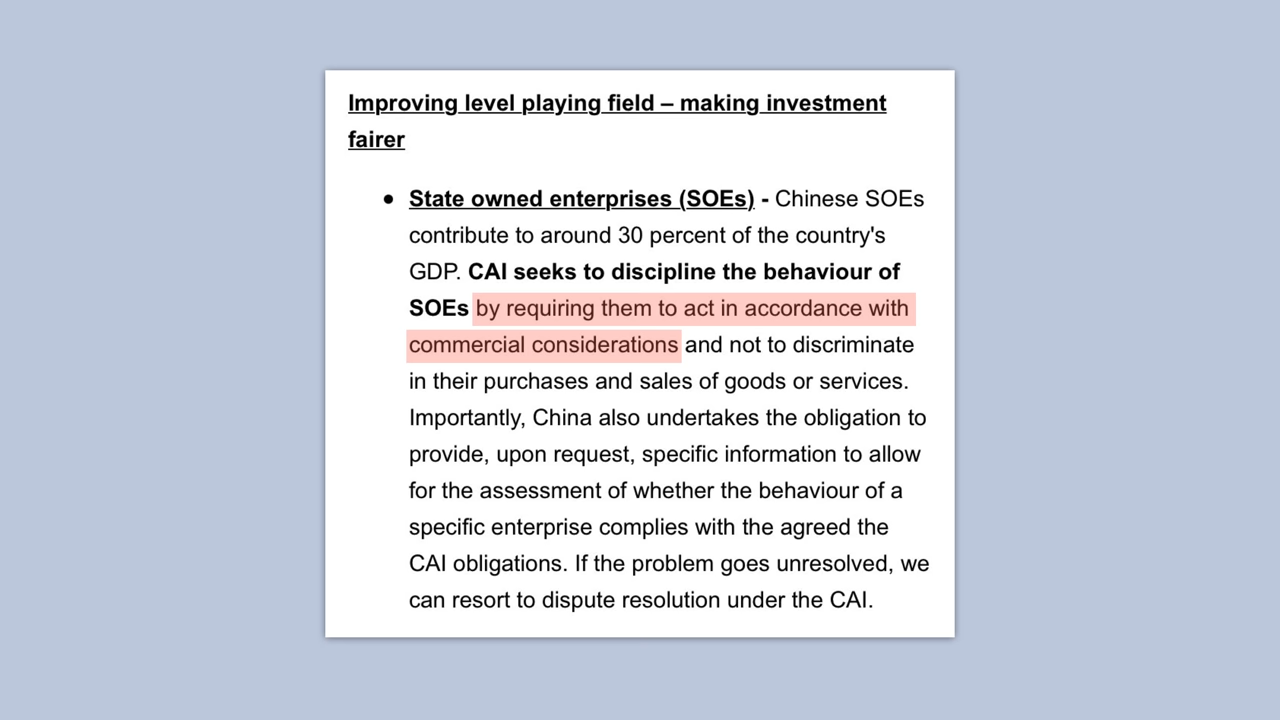 Improving level playing field – making investment
fairer
● State owned enterprises (SOEs) - Chinese SOEs
contribute to around 30 percent of the country's
GDP. CAI seeks to discipline the behaviour of
SOEs by requiring them to act in accordance with
commercial considerations and not to discriminate
in their purchases and sales of goods or services.
Importantly, China also undertakes the obligation to
provide, upon request, specific information to allow
for the assessment of whether the behaviour of a
specific enterprise complies with the agreed the
CAI obligations. If the problem goes unresolved, we
can resort to dispute resolution under the CAI.